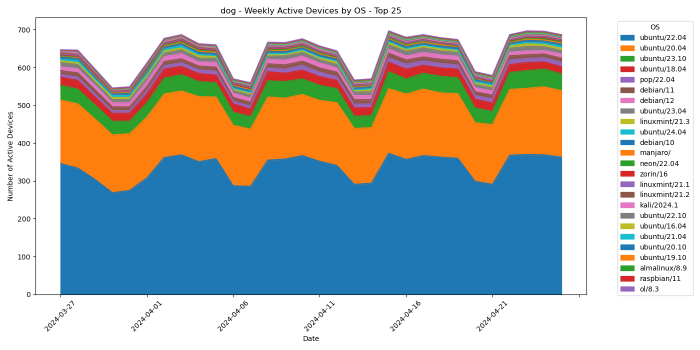 dog - Weekly Active Devices by OS - Top 25
Number of Active Devices
700
600
500
400
300
200
100
0
2024-03-27
2024-04-01
2024-04-06
2024-04-11
2024-04-16
2024-04-21
Date
OS
ubuntu/22.04
ubuntu/20.04
ubuntu/23.10
ubuntu/18.04
pop/22.04
debian/11
debian/12
ubuntu/23.04
linuxmint/21.3
ubuntu/24.04
debian/10
manjaro/
neon/22.04
zorin/16
linuxmint/21.1
linuxmint/21.2
kali/2024.1
ubuntu/22.10
ubuntu/16.04
ubuntu/21.04
ubuntu/20.10
ubuntu/19.10
almalinux/8.9
raspbian/11
ol/8.3